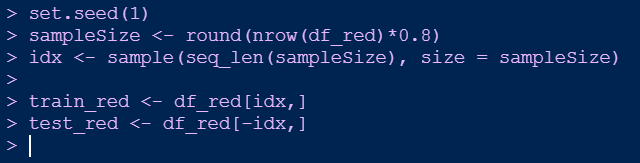 > set.seed(1)
> sampleSize <- round(nrow(df_red)*0.8)
> idx <- sample(seq_len(sampleSize), size = sampleSize)
>
> train_red <- df_red[idx,]
> test_red <- df_red[-idx,]
>